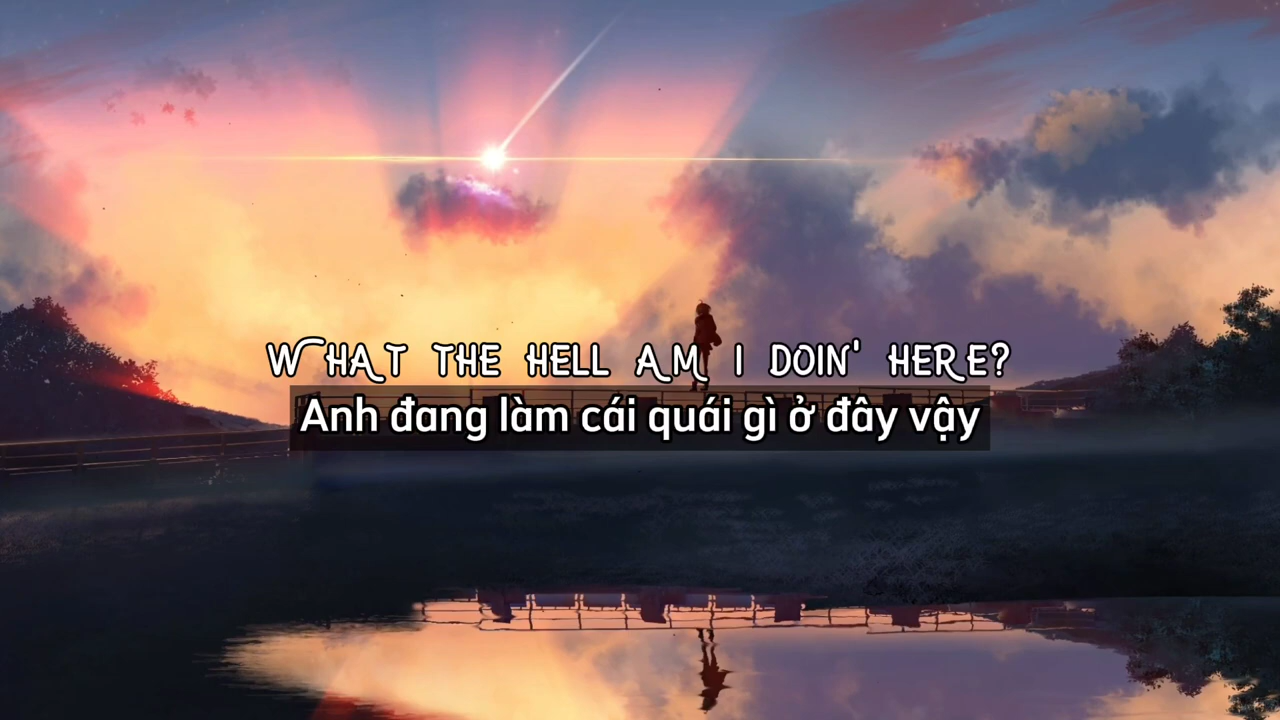 WHAT THE HELL AM I DOIN' HERE?
Anh đang làm cái quái gì ở đây vậy